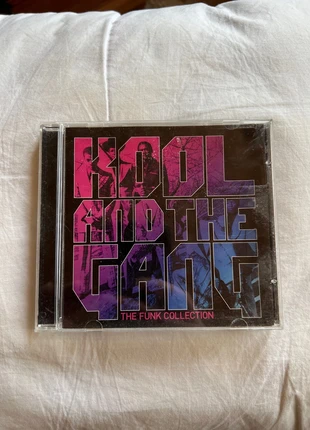 KOOL
AND THE
GANG
THE FUNK COLLECTION